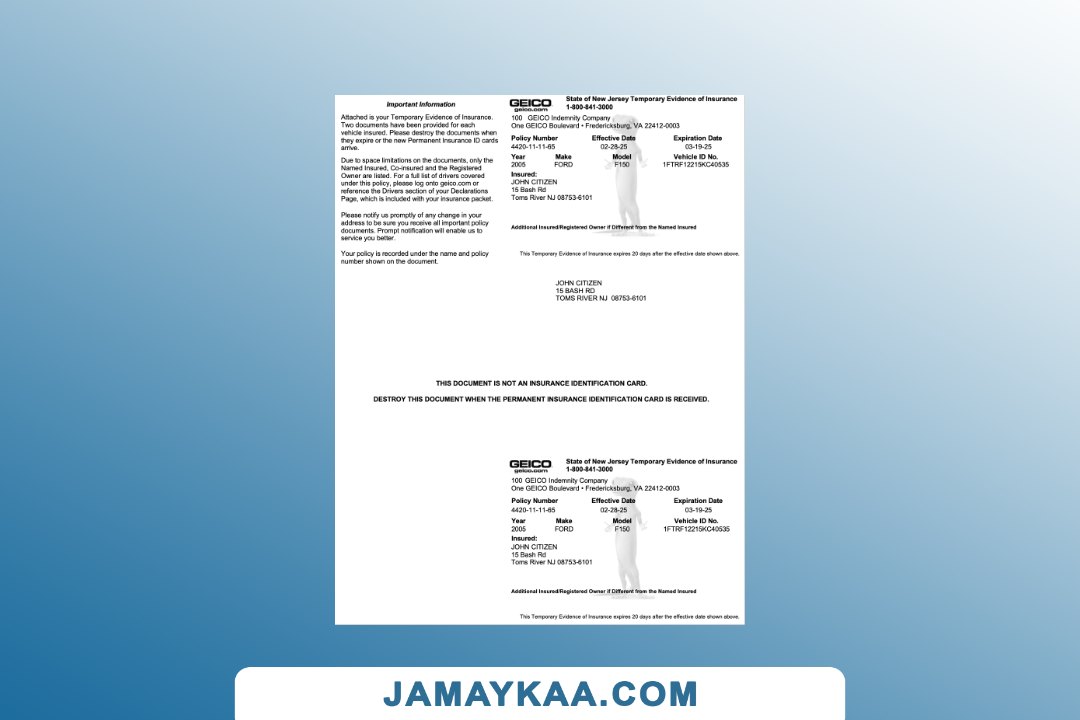 Important Information
Attached is your Temporary Evidence of Insurance.
Two documents have been provided for each
vehicle insured. Please destroy the documents when
they expire or the new Permanent Insurance ID cards
arrive.
Due to space limitations on the documents, only the
Named Insured, Co-insured and the Registered
Owner are listed. For a full list of drivers covered
under this policy, please log onto geico.com or
reference the Drivers section of your Declarations
Page, which is included with your insurance packet.
Please notify us promptly of any change in your
address to be sure you receive all important policy
documents. Prompt notification will enable us to
service you better.
Your policy is recorded under the name and policy
number shown on the document.
GEICO
geico.com
State of New Jersey Temporary Evidence of Insurance
1-800-841-3000
100 GEICO Indemnity Company
One GEICO Boulevard • Fredericksburg, VA 22412-0003
Policy Number Effective Date Expiration Date
4420-11-11-65 02-28-25 03-19-25
Year Make Model Vehicle ID No.
2005 FORD F150 1FTRF12215KC40535
Insured:
JOHN CITIZEN
15 Bash Rd
Toms River NJ 08753-6101
Additional Insured/Registered Owner if Different from the Named Insured
This Temporary Evidence of Insurance expires 20 days after the effective date shown above.
JOHN CITIZEN
15 BASH RD
TOMS RIVER NJ 08753-6101
THIS DOCUMENT IS NOT AN INSURANCE IDENTIFICATION CARD.
DESTROY THIS DOCUMENT WHEN THE PERMANENT INSURANCE IDENTIFICATION CARD IS RECEIVED.
GEICO
geico.com
State of New Jersey Temporary Evidence of Insurance
1-800-841-3000
100 GEICO Indemnity Company
One GEICO Boulevard • Fredericksburg, VA 22412-0003
Policy Number Effective Date Expiration Date
4420-11-11-65 02-28-25 03-19-25
Year Make Model Vehicle ID No.
2005 FORD F150 1FTRF12215KC40535
Insured:
JOHN CITIZEN
15 Bash Rd
Toms River NJ 08753-6101
Additional Insured/Registered Owner if Different from the Named Insured
This Temporary Evidence of Insurance expires 20 days after the effective date shown above.
JAMAYKAA.COM